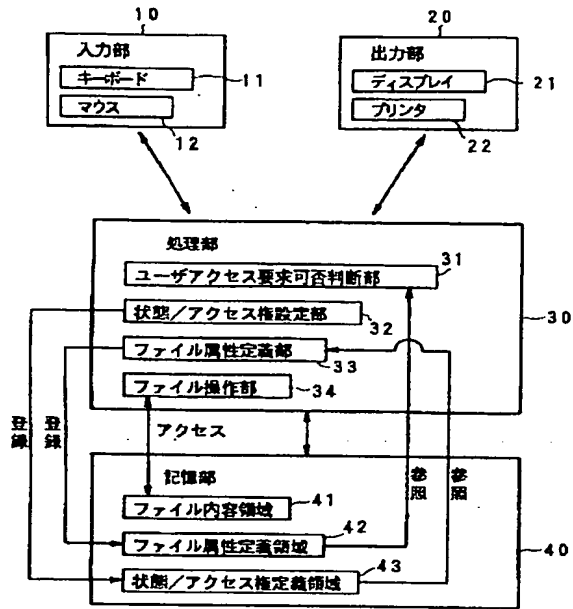 10
20
入力部
キーボード
11
マウス
12
出力部
ディスプレイ
21
プリンタ
22
処理部
31
ユーザアクセス要求可否判断部
状態/アクセス権設定部
32
30
ファイル属性定義部
33
ファイル操作部
34
登録
登録
アクセス
参照
参照
記憶部
ファイル内容領域
41
42
ファイル属性定義領域
40
43
状態/アクセス権定義領域